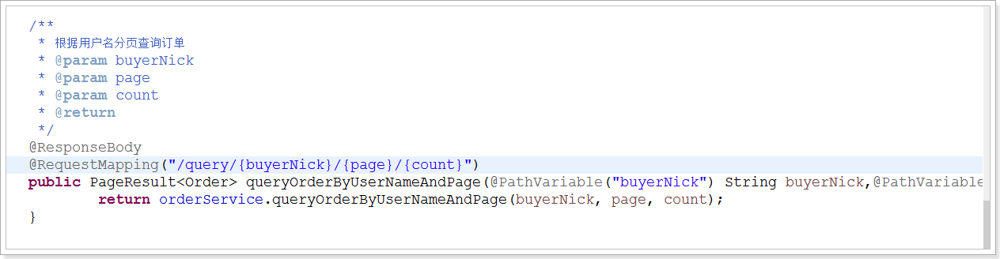 /**
 * 根据用户名分页查询订单
 * @param buyerNick
 * @param page
 * @param count
 * @return
 */
@ResponseBody
@RequestMapping("/query/{buyerNick}/{page}/{count}")
public PageResult<Order> queryOrderByUserNameAndPage(@PathVariable("buyerNick") String buyerNick,@PathVariable
        return orderService.queryOrderByUserNameAndPage(buyerNick, page, count);
}